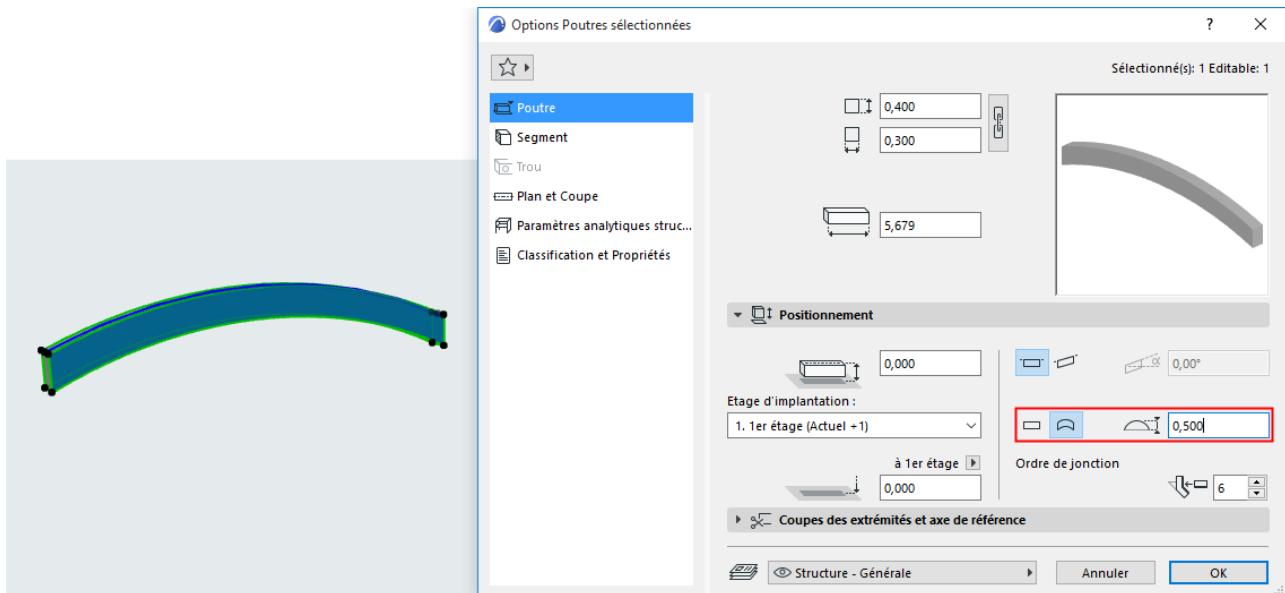 Options Poutres sélectionnées
?
Sélectionné(s): 1 Editable: 1
Poutre
Segment
Trou
Plan et Coupe
Paramètres analytiques struc...
Classification et Propriétés
0,400
0,300
5,679
Positionnement
0,000
α 0,00°
Etage d'implantation :
1. 1er étage (Actuel +1)
0,500
à 1er étage
Ordre de jonction
0,000
6
Coupes des extrémités et axe de référence
Structure - Générale
Annuler
OK